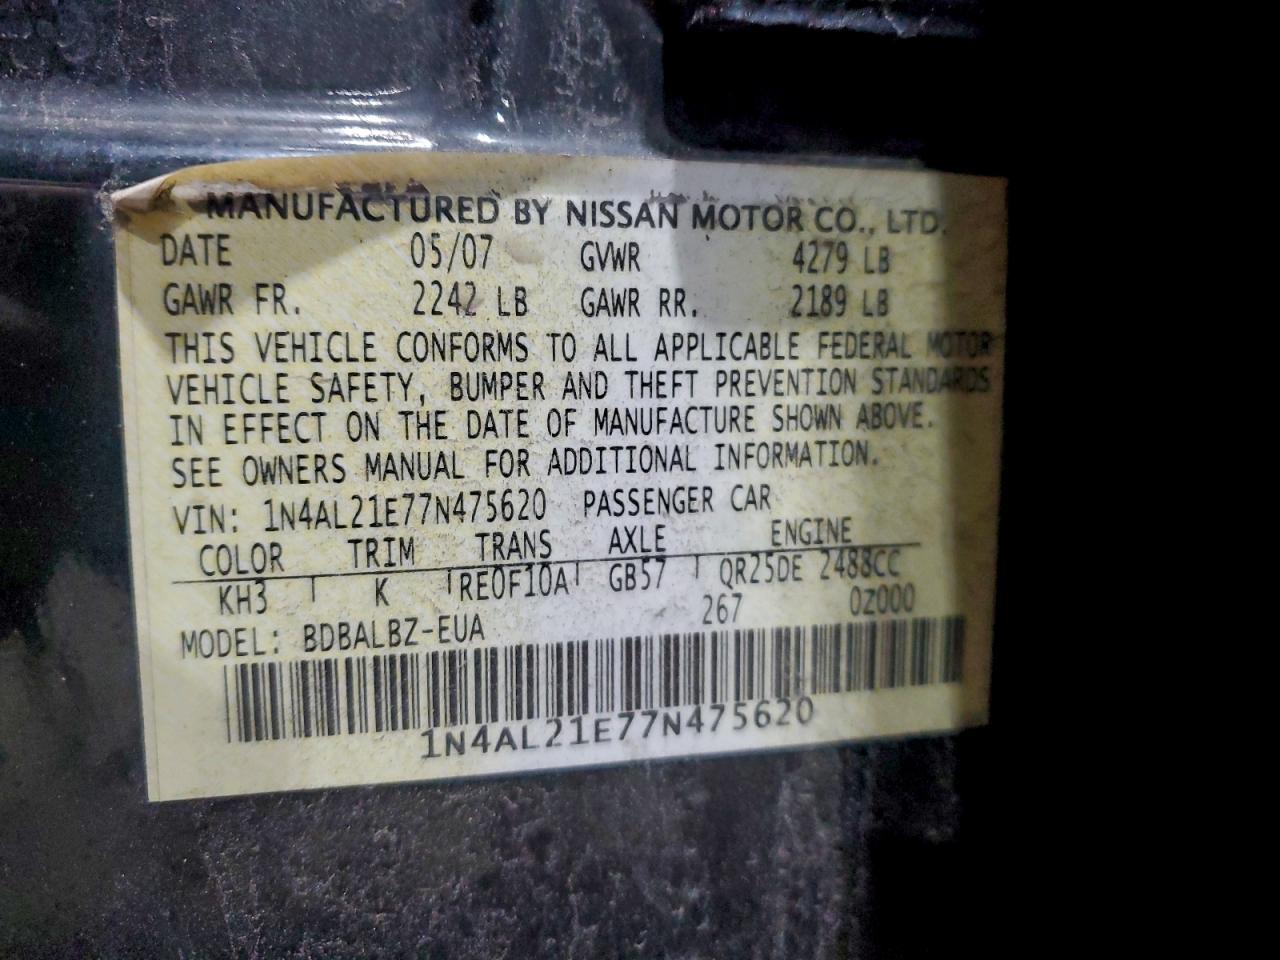 MANUFACTURED BY NISSAN MOTOR CO., LTD.
DATE 05/07 GVWR 4279 LB
GAWR FR. 2242 LB GAWR RR. 2189 LB
THIS VEHICLE CONFORMS TO ALL APPLICABLE FEDERAL MOTOR
VEHICLE SAFETY, BUMPER AND THEFT PREVENTION STANDARDS
IN EFFECT ON THE DATE OF MANUFACTURE SHOWN ABOVE.
SEE OWNERS MANUAL FOR ADDITIONAL INFORMATION.
VIN: 1N4AL21E77N475620 PASSENGER CAR
COLOR TRIM TRANS AXLE ENGINE
KH3 K RE0F10A GB57 QR25DE 2488CC
267 0Z000
MODEL: BDBALBZ-EUA
1N4AL21E77N475620